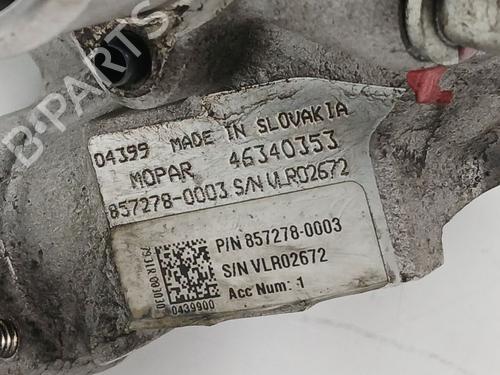 B-PARTS
04399 MADE IN SLOVAKIA
MOPAR 46340353
857278-0003 S/N VLR02672
P/N 857278-0003
S/N VLR02672
Acc Num: 1
0439900